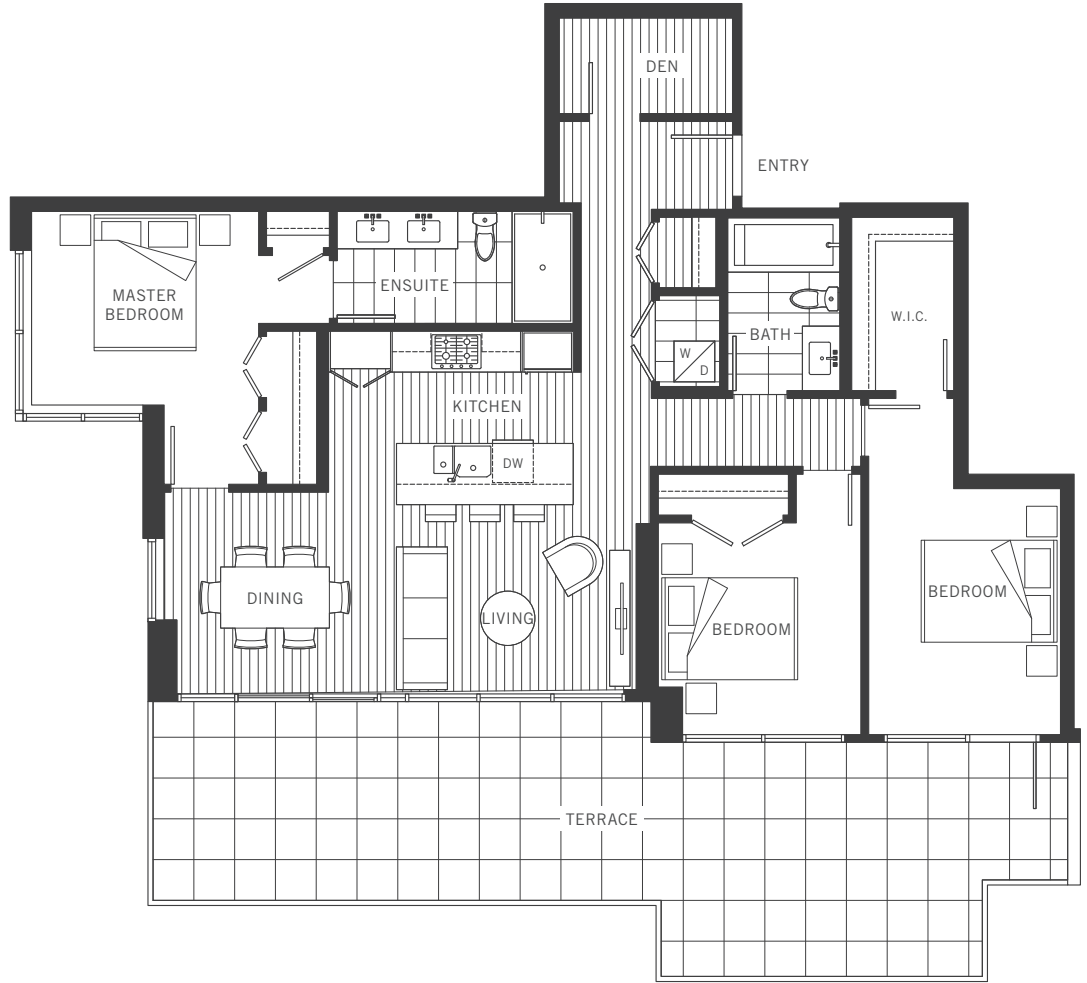 DEN
ENTRY
ENSUITE
MASTER
BEDROOM
W.I.C.
BATH
W
D
KITCHEN
DW
DINING
LIVING
BEDROOM
BEDROOM
TERRACE